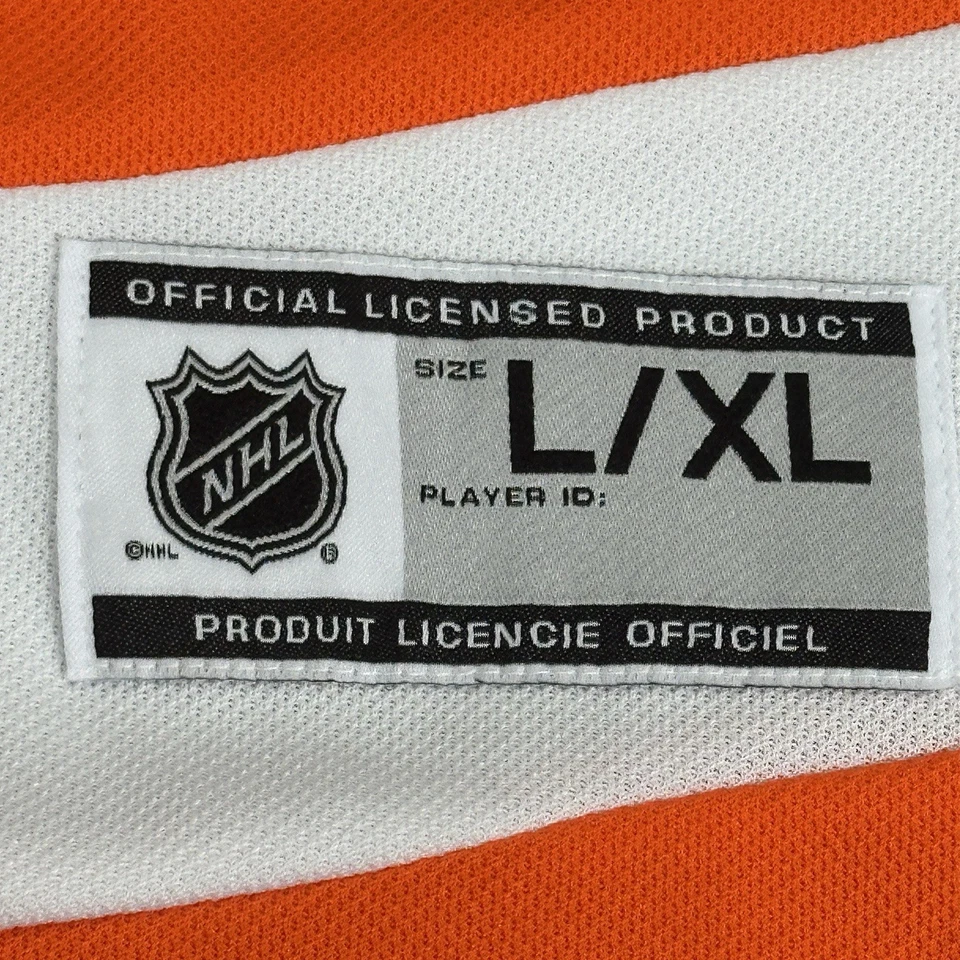 OFFICIAL LICENSED PRODUCT
NHL
SIZE L/XL
PLAYER ID:
©NHL ®
PRODUIT LICENCIE OFFICIEL